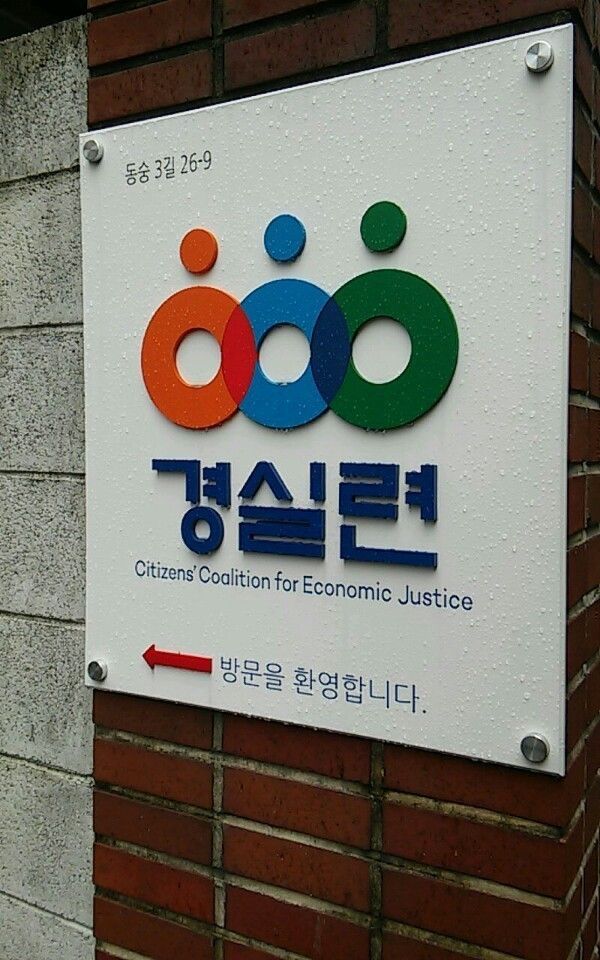 동숭 3길 26-9
경실련
Citizens' Coalition for Economic Justice
방문을 환영합니다.